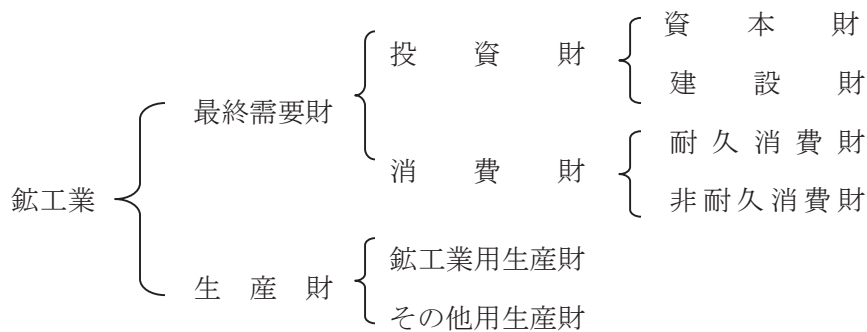 資本財
投資財
建設財
最終需要財
耐久消費財
消費財
鉱工業
非耐久消費財
鉱工業用生産財
生産財
その他用生産財